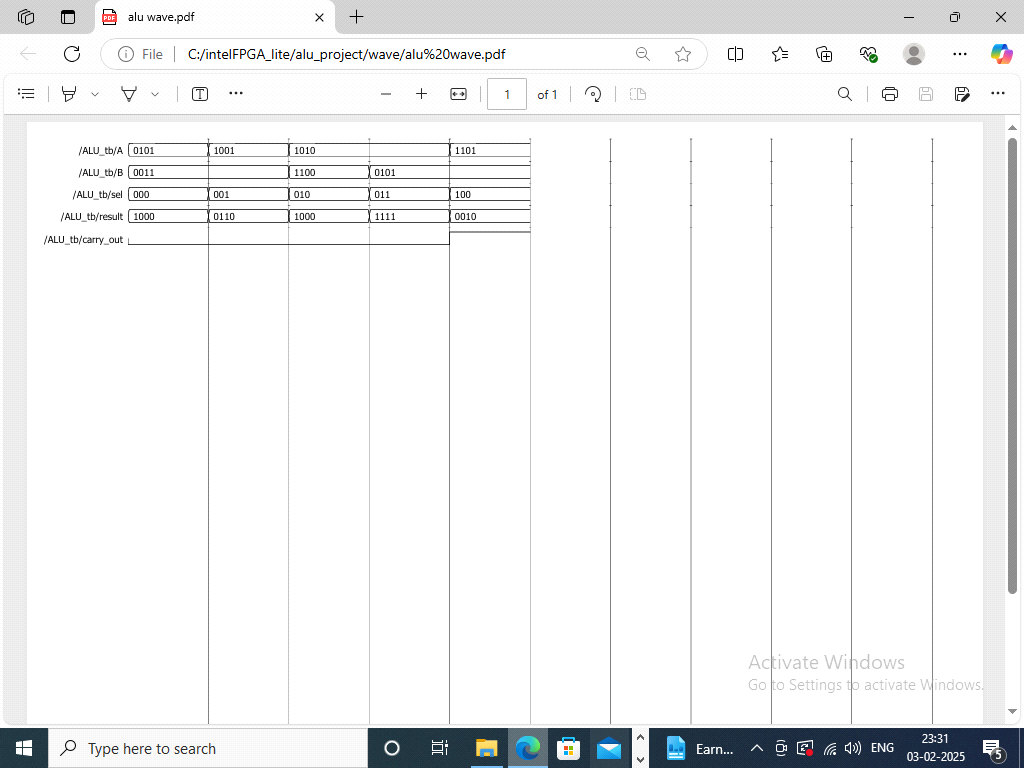 alu wave.pdf
File C:/intelFPGA_lite/alu_project/wave/alu%20wave.pdf
1 of 1
/ALU_tb/A 0101 1001 1010 1101
/ALU_tb/B 0011 1100 0101
/ALU_tb/sel 000 001 010 011 100
/ALU_tb/result 1000 0110 1000 1111 0010
/ALU_tb/carry_out
Activate Windows
Go to Settings to activate Windows.
Type here to search
Earn...
ENG
23:31
03-02-2025
5